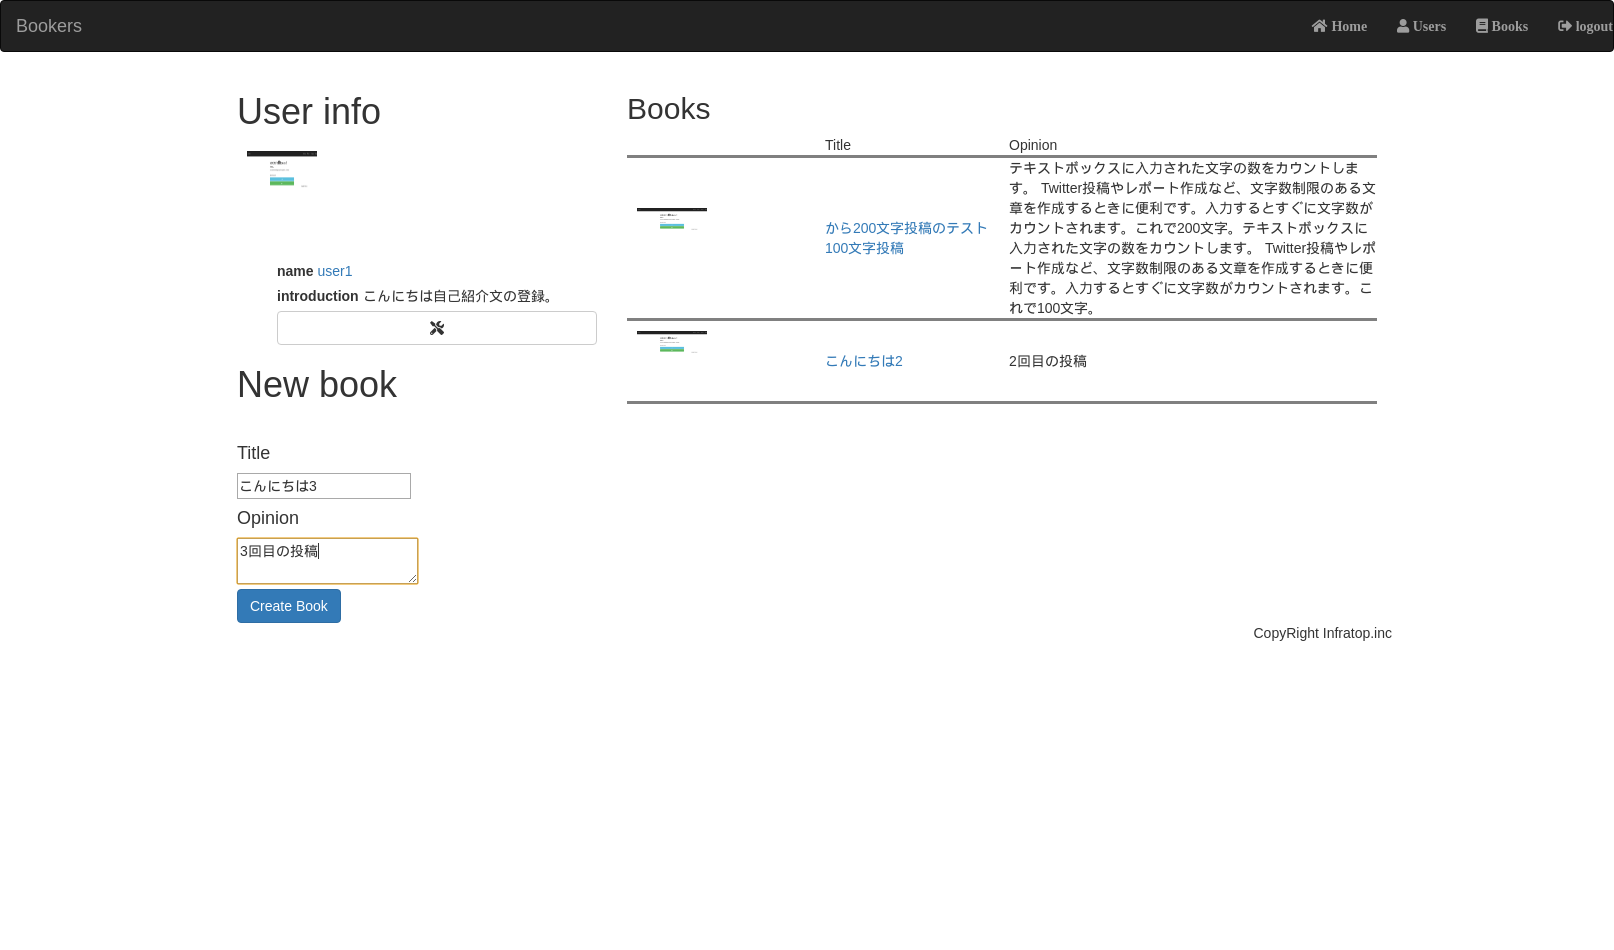 Bookers
Home
Users
Books
logout
User info
name user1
introduction こんにちは自己紹介文の登録。
New book
Title
こんにちは3
Opinion
3回目の投稿
Create Book
Books
Title Opinion
から200文字投稿のテスト
100文字投稿
テキストボックスに入力された文字の数をカウントしま
す。 Twitter投稿やレポート作成など、文字数制限のある文
章を作成するときに便利です。入力するとすぐに文字数が
カウントされます。これで200文字。テキストボックスに
入力された文字の数をカウントします。 Twitter投稿やレポ
ート作成など、文字数制限のある文章を作成するときに便
利です。入力するとすぐに文字数がカウントされます。こ
れで100文字。
こんにちは2
2回目の投稿
CopyRight Infratop.inc